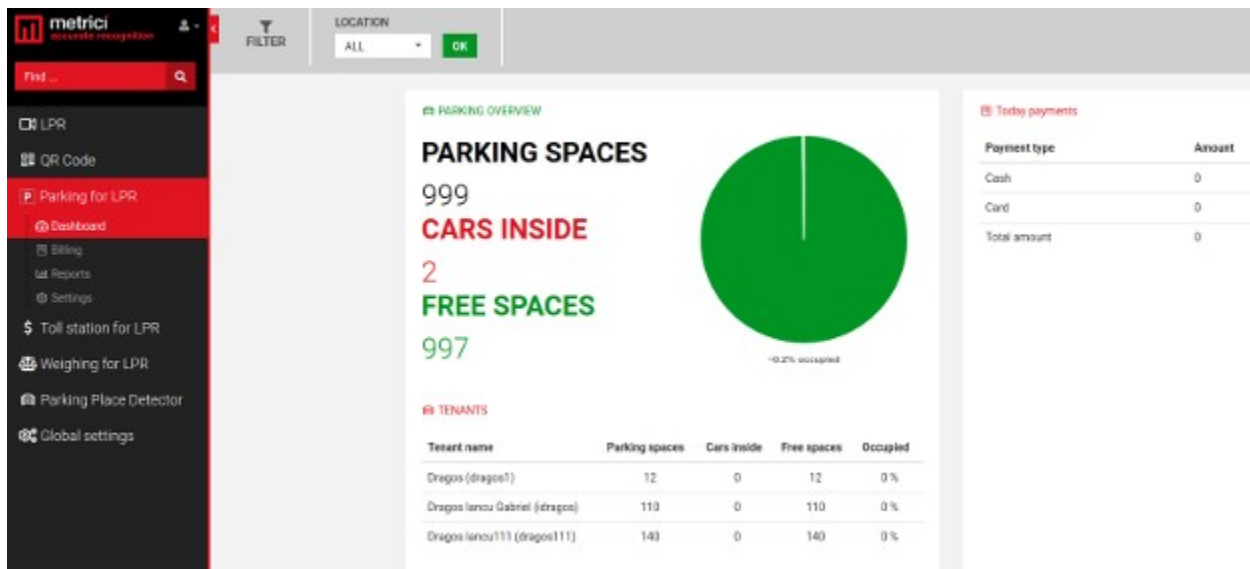 metrici
accurate recognition
Find ...
LPR
QR Code
P Parking for LPR
Dashboard
Billing
Reports
Settings
$ Toll station for LPR
Weighing for LPR
Parking Place Detector
Global settings
FILTER
LOCATION
ALL
OK
PARKING OVERVIEW
PARKING SPACES
999
CARS INSIDE
2
FREE SPACES
997
~0.2% occupied
TENANTS
Tenant name Parking spaces Cars inside Free spaces Occupied
Dragos (dragos1) 12 0 12 0 %
Dragos Iancu Gabriel (idragos) 110 0 110 0 %
Dragos Iancu111 (dragos111) 140 0 140 0 %
Today payments
Payment type Amount
Cash 0
Card 0
Total amount 0